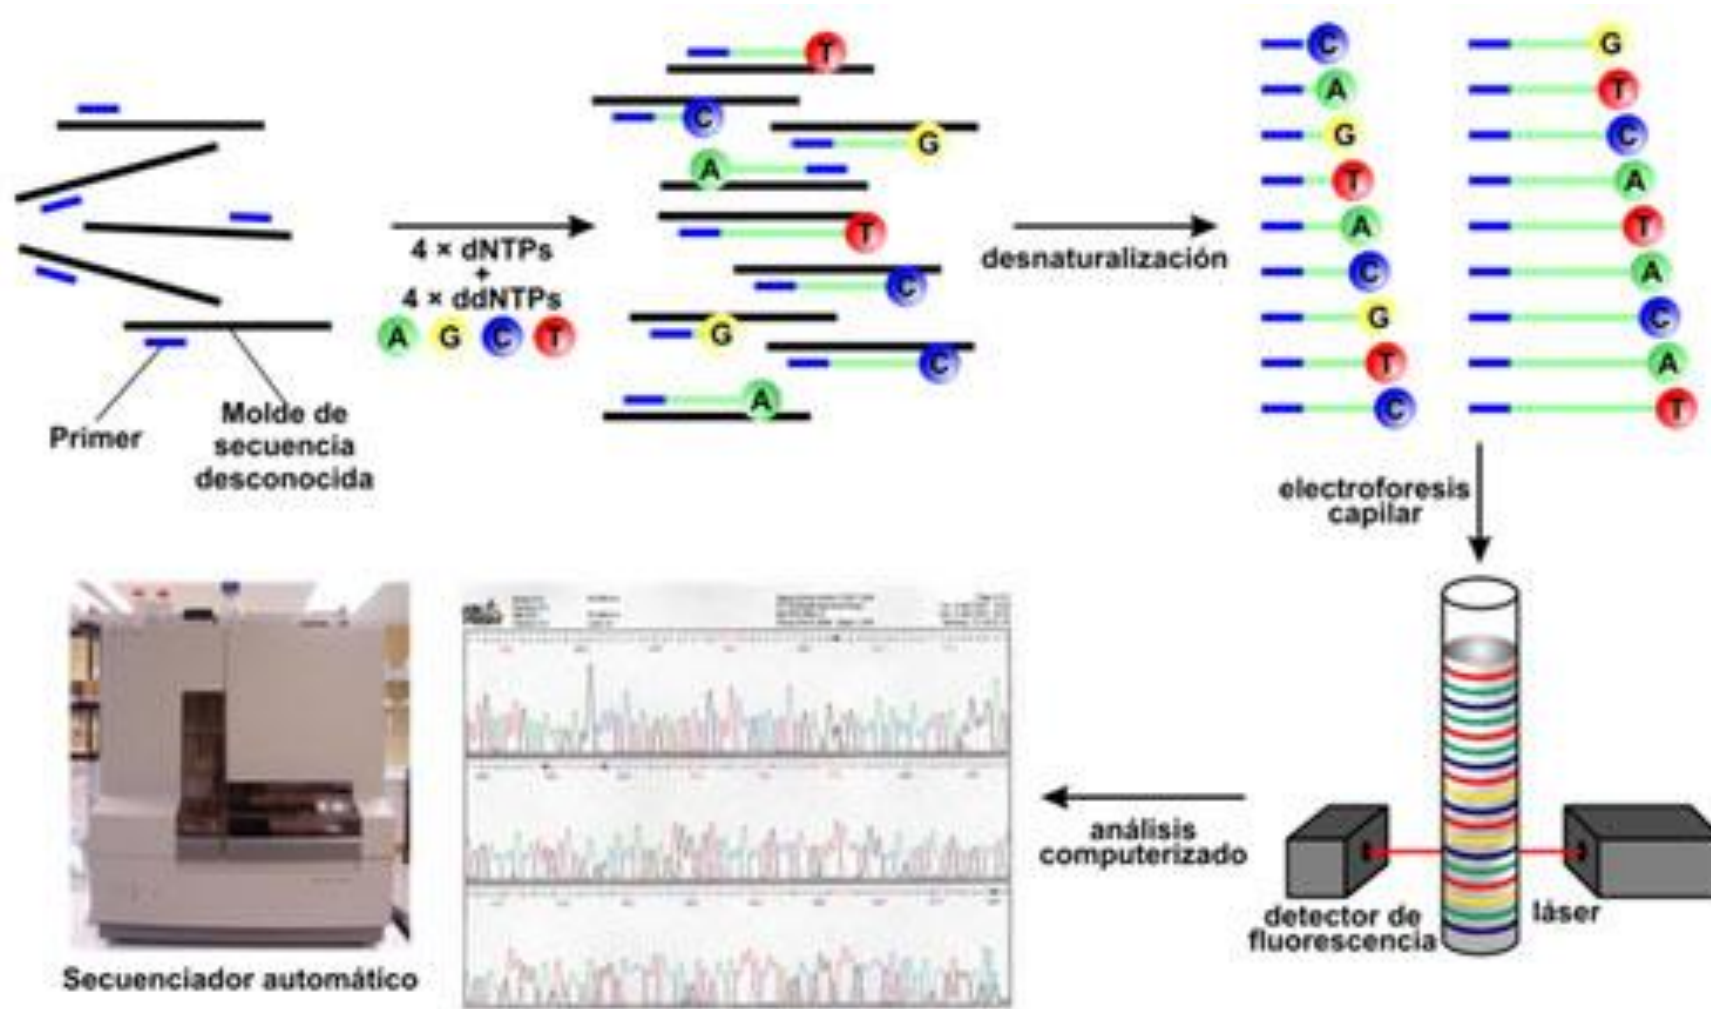 Primer
Molde de
secuencia
desconocida
4 × dNTPs
+
4 × ddNTPs
A G C T
T
C
G
A
T
C
G
C
A
desnaturalización
C
A
G
T
A
C
G
T
C
G
T
C
A
T
A
C
A
T
electroforesis
capilar
detector de
fluorescencia
láser
análisis
computerizado
Secuenciador automático